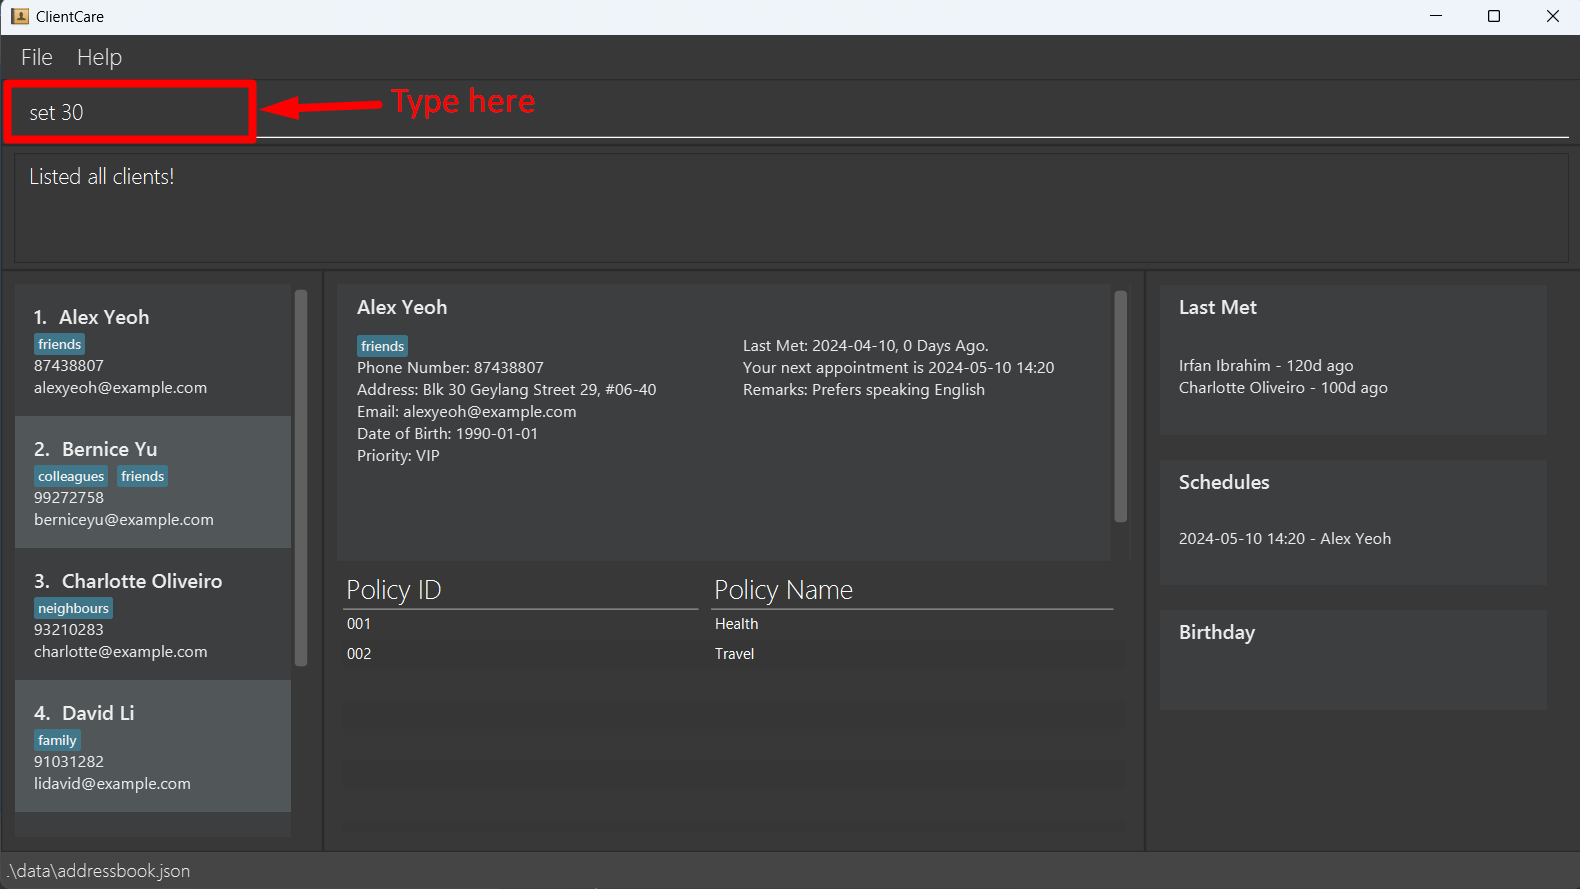 ClientCare
File Help
set 30
Type here
Listed all clients!
1. Alex Yeoh
friends
87438807
alexyeoh@example.com
2. Bernice Yu
colleagues friends
99272758
berniceyu@example.com
3. Charlotte Oliveiro
neighbours
93210283
charlotte@example.com
4. David Li
family
91031282
lidavid@example.com
Alex Yeoh
friends
Phone Number: 87438807
Address: Blk 30 Geylang Street 29, #06-40
Email: alexyeoh@example.com
Date of Birth: 1990-01-01
Priority: VIP
Last Met: 2024-04-10, 0 Days Ago.
Your next appointment is 2024-05-10 14:20
Remarks: Prefers speaking English
Policy ID Policy Name
001 Health
002 Travel
Last Met
Irfan Ibrahim - 120d ago
Charlotte Oliveiro - 100d ago
Schedules
2024-05-10 14:20 - Alex Yeoh
Birthday
.\data\addressbook.json